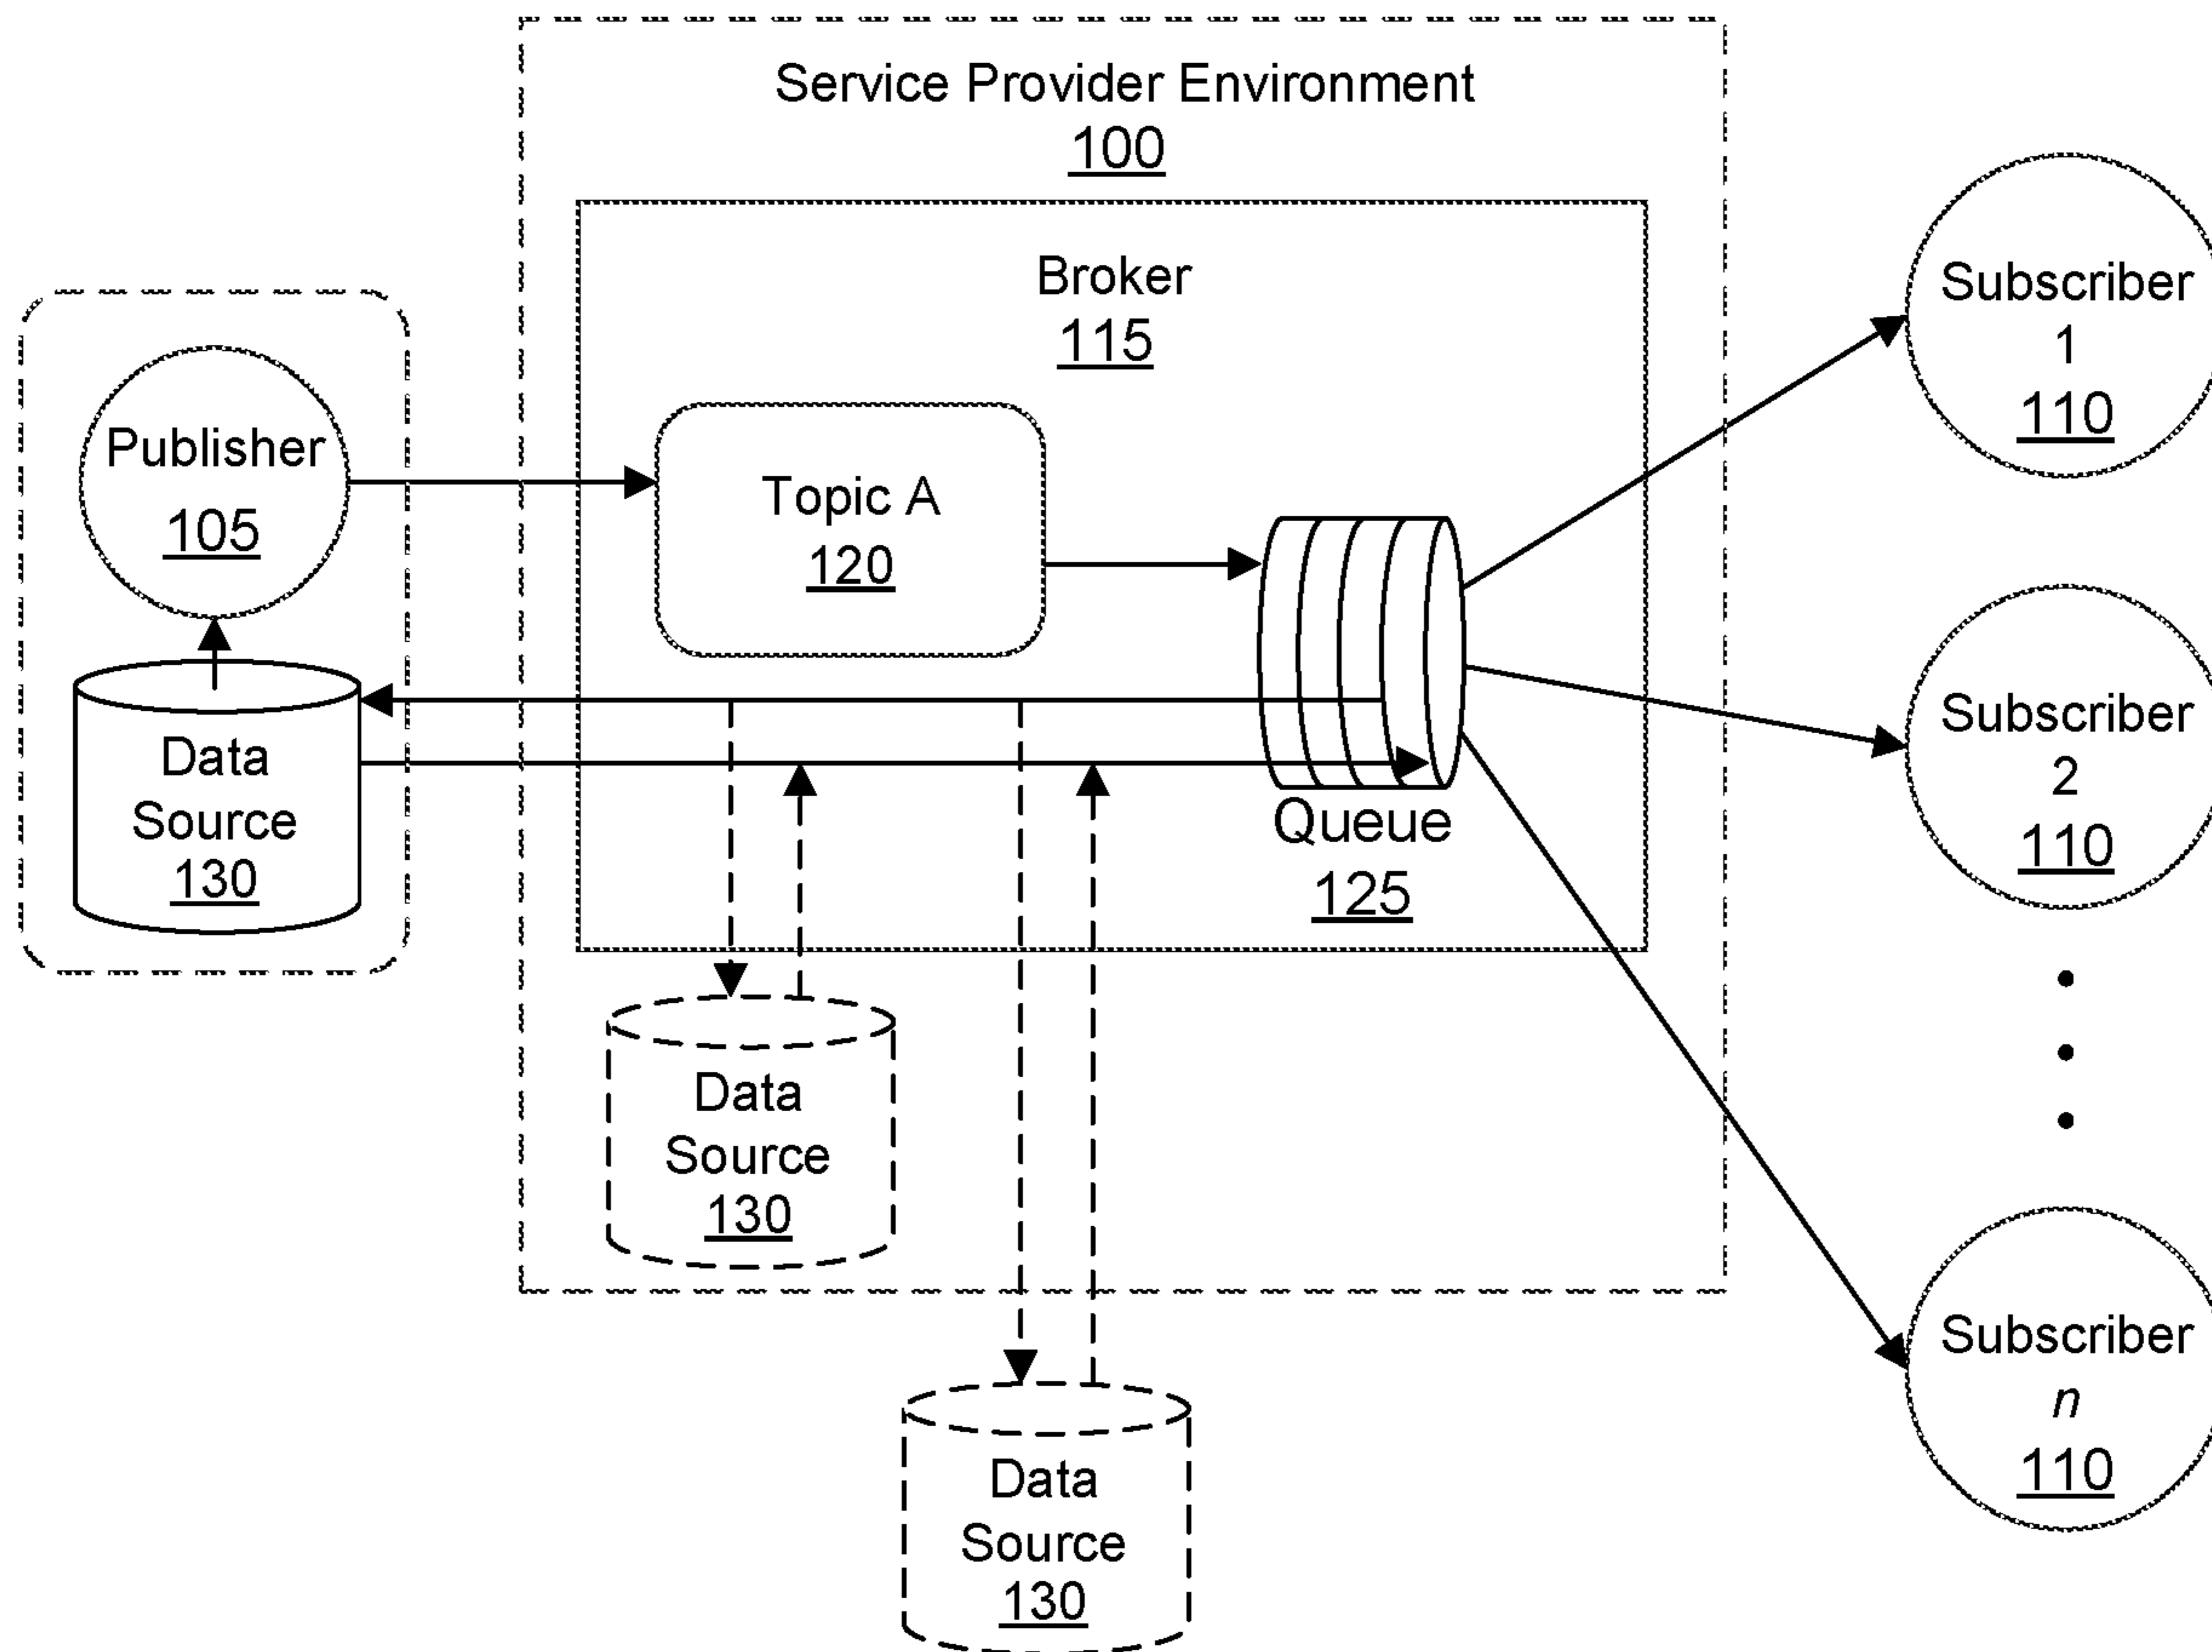 Service Provider Environment
100
Broker
115
Publisher
105
Topic A
120
Data
Source
130
Queue
125
Data
Source
130
Data
Source
130
Subscriber
1
110
Subscriber
2
110
Subscriber
n
110